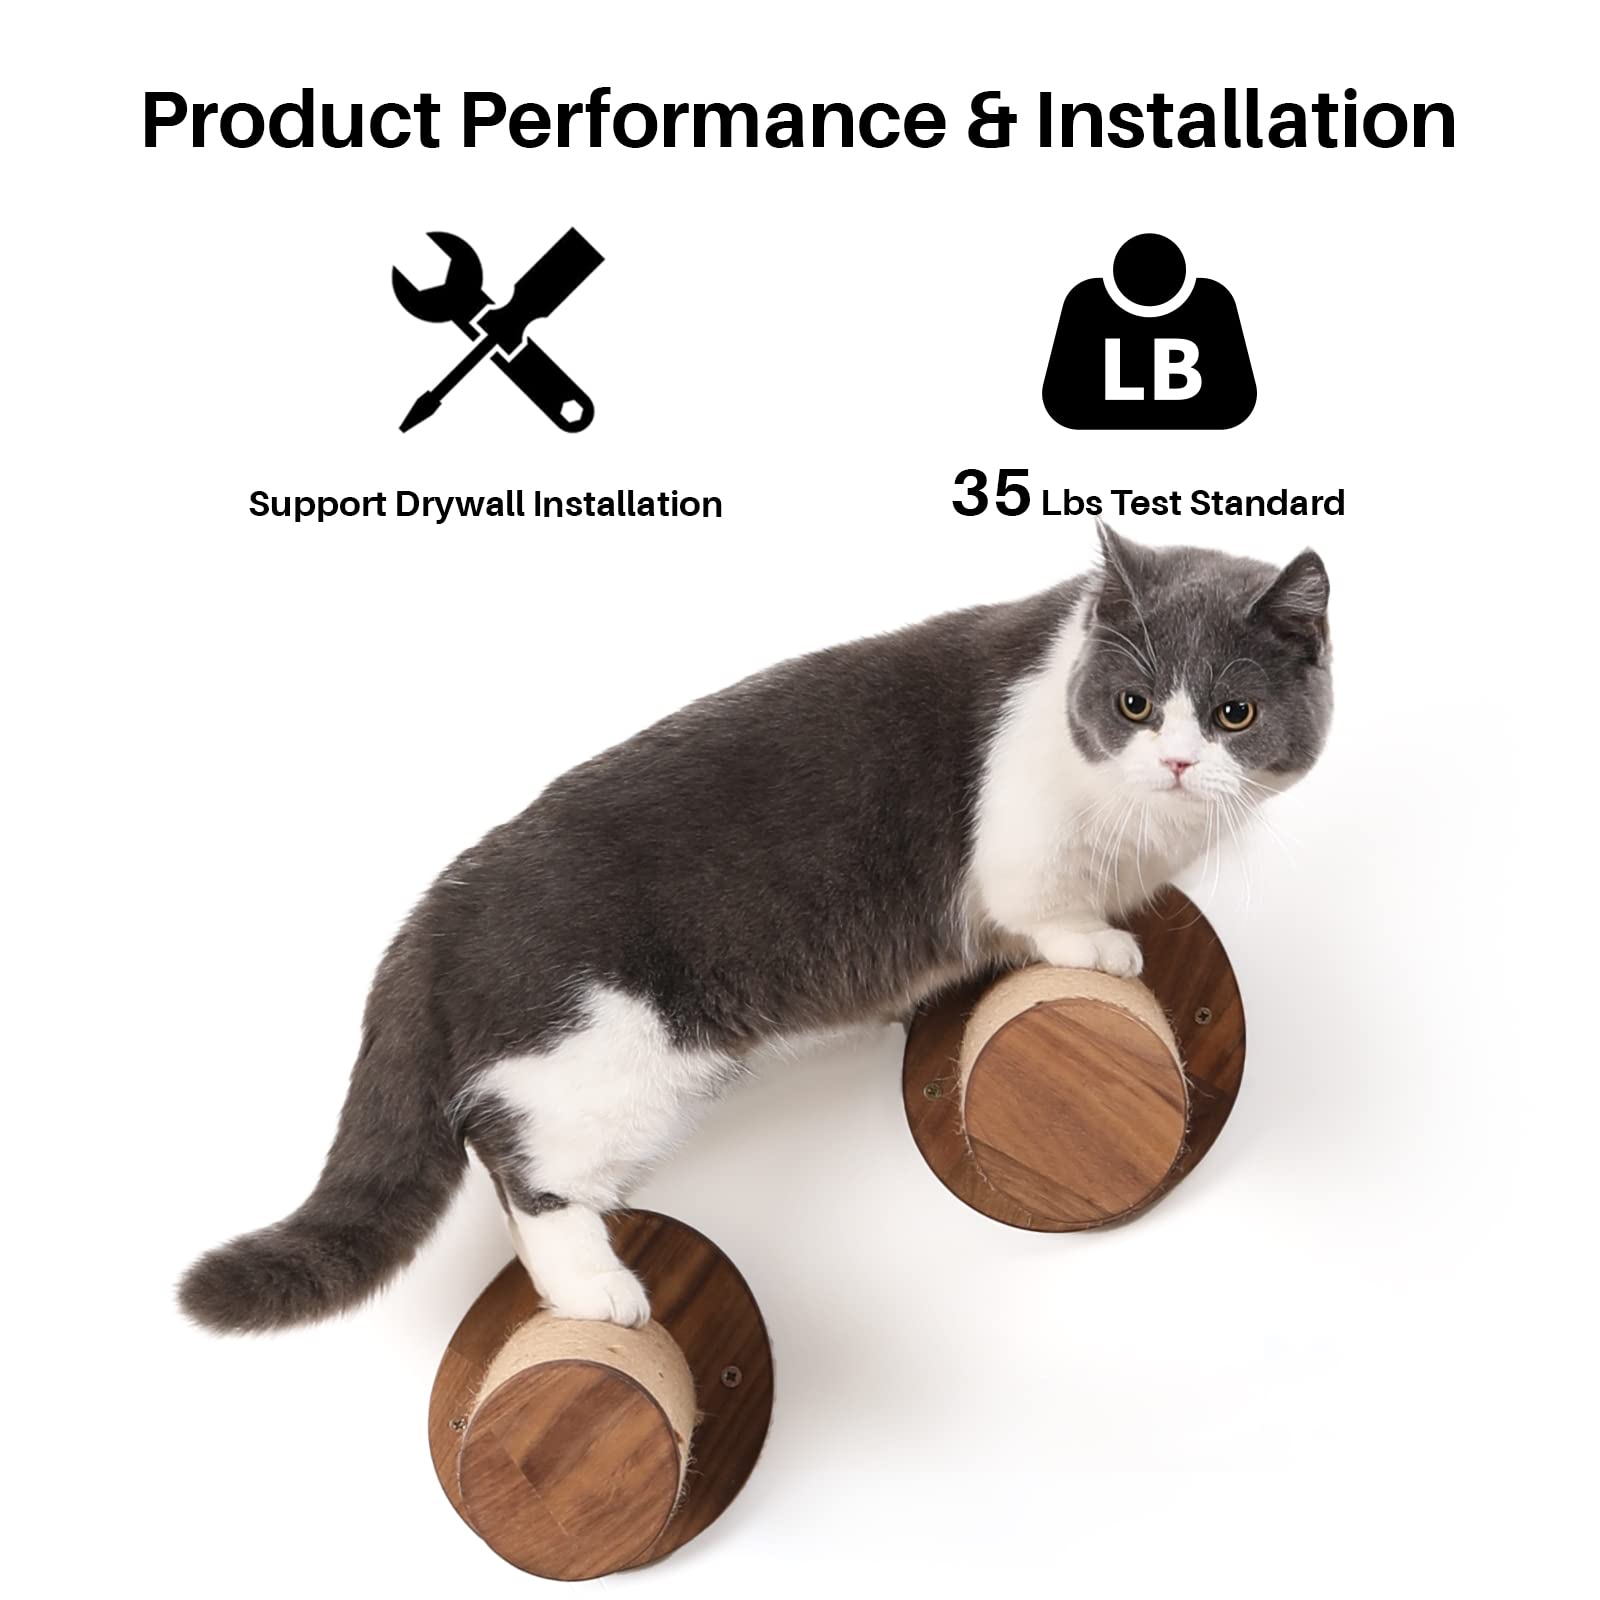 Product Performance & Installation
LB
Support Drywall Installation
35 Lbs Test Standard